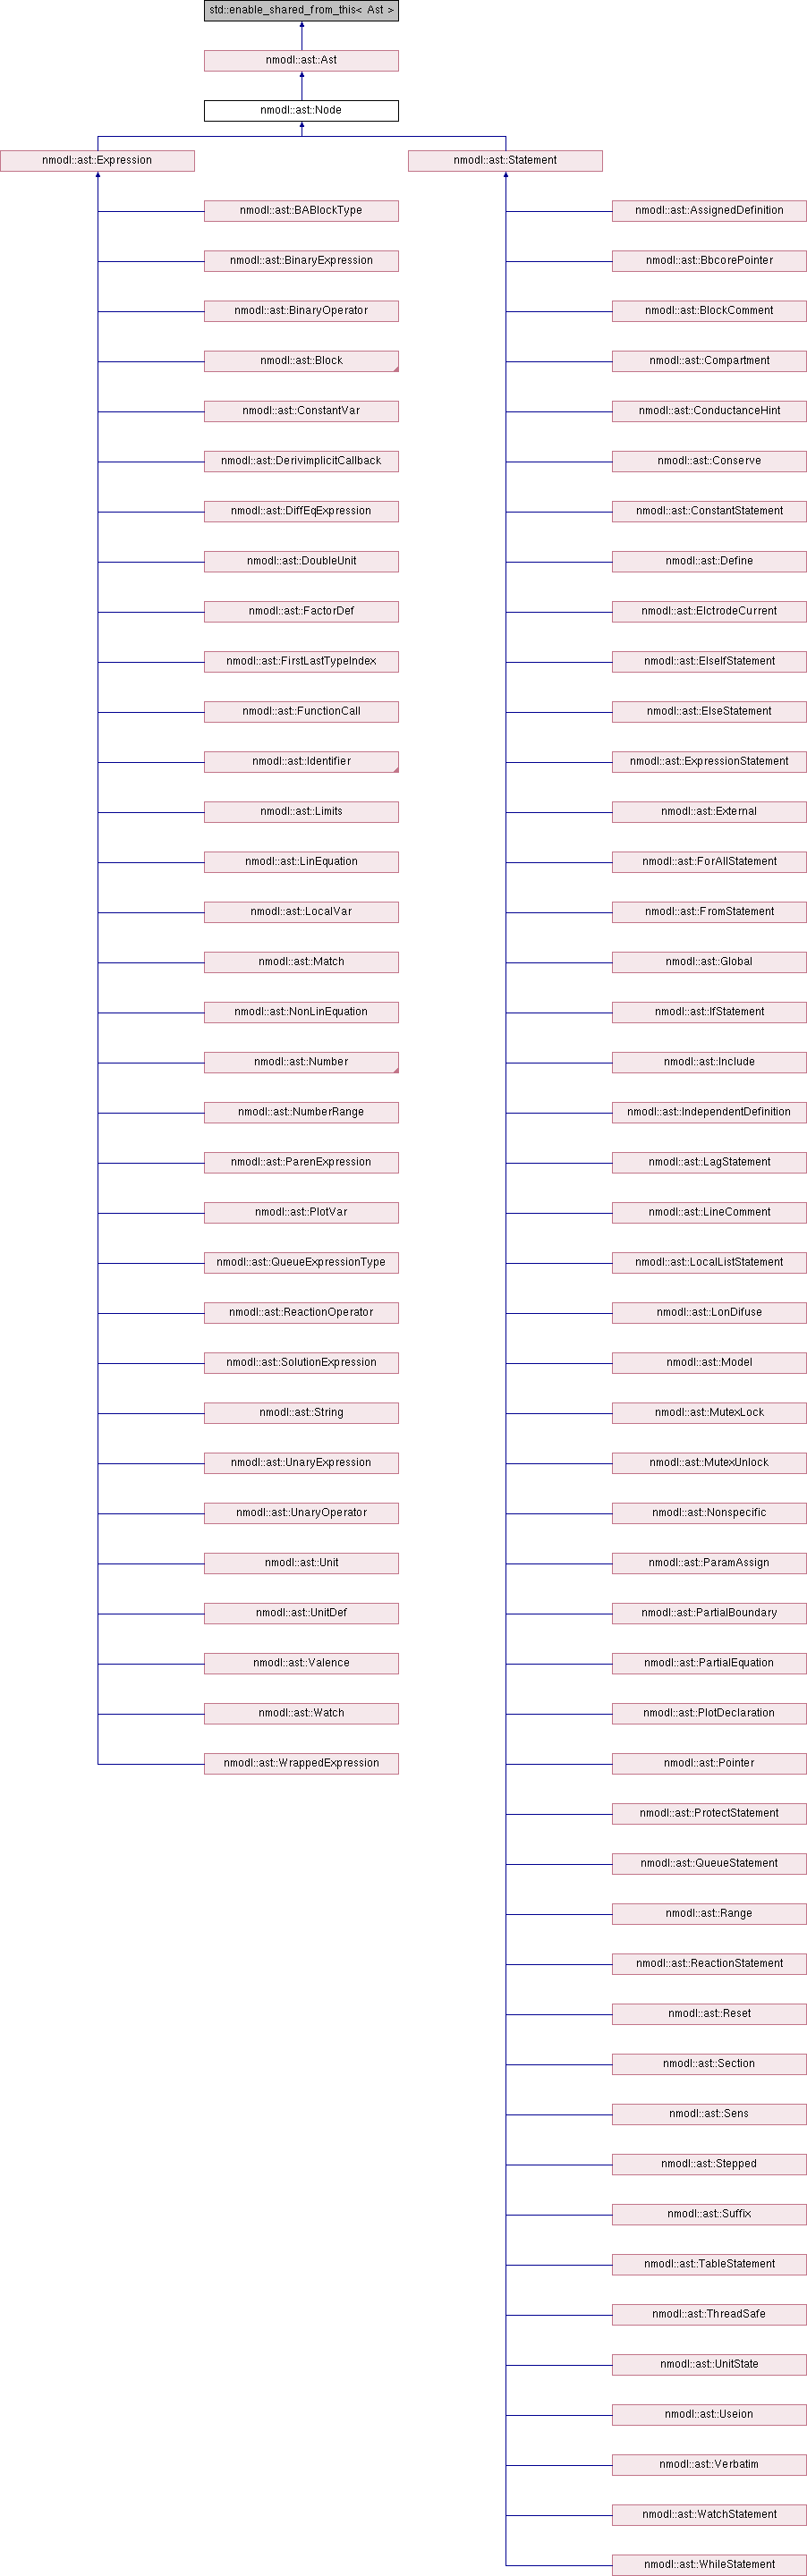 std::enable_shared_from_this< Ast >
nmodl::ast::Ast
nmodl::ast::Node
nmodl::ast::Expression
nmodl::ast::Statement
nmodl::ast::BABlockType
nmodl::ast::AssignedDefinition
nmodl::ast::BinaryExpression
nmodl::ast::BbcorePointer
nmodl::ast::BinaryOperator
nmodl::ast::BlockComment
nmodl::ast::Block
nmodl::ast::Compartment
nmodl::ast::ConstantVar
nmodl::ast::ConductanceHint
nmodl::ast::DerivimplicitCallback
nmodl::ast::Conserve
nmodl::ast::DiffEqExpression
nmodl::ast::ConstantStatement
nmodl::ast::DoubleUnit
nmodl::ast::Define
nmodl::ast::FactorDef
nmodl::ast::ElctrodeCurrent
nmodl::ast::FirstLastTypeIndex
nmodl::ast::ElseIfStatement
nmodl::ast::FunctionCall
nmodl::ast::ElseStatement
nmodl::ast::Identifier
nmodl::ast::ExpressionStatement
nmodl::ast::Limits
nmodl::ast::External
nmodl::ast::LinEquation
nmodl::ast::ForAllStatement
nmodl::ast::LocalVar
nmodl::ast::FromStatement
nmodl::ast::Match
nmodl::ast::Global
nmodl::ast::NonLinEquation
nmodl::ast::IfStatement
nmodl::ast::Number
nmodl::ast::Include
nmodl::ast::NumberRange
nmodl::ast::IndependentDefinition
nmodl::ast::ParenExpression
nmodl::ast::LagStatement
nmodl::ast::PlotVar
nmodl::ast::LineComment
nmodl::ast::QueueExpressionType
nmodl::ast::LocalListStatement
nmodl::ast::ReactionOperator
nmodl::ast::LonDifuse
nmodl::ast::SolutionExpression
nmodl::ast::Model
nmodl::ast::String
nmodl::ast::MutexLock
nmodl::ast::UnaryExpression
nmodl::ast::MutexUnlock
nmodl::ast::UnaryOperator
nmodl::ast::Nonspecific
nmodl::ast::Unit
nmodl::ast::ParamAssign
nmodl::ast::UnitDef
nmodl::ast::PartialBoundary
nmodl::ast::Valence
nmodl::ast::PartialEquation
nmodl::ast::Watch
nmodl::ast::PlotDeclaration
nmodl::ast::WrappedExpression
nmodl::ast::Pointer
nmodl::ast::ProtectStatement
nmodl::ast::QueueStatement
nmodl::ast::Range
nmodl::ast::ReactionStatement
nmodl::ast::Reset
nmodl::ast::Section
nmodl::ast::Sens
nmodl::ast::Stepped
nmodl::ast::Suffix
nmodl::ast::TableStatement
nmodl::ast::ThreadSafe
nmodl::ast::UnitState
nmodl::ast::Useion
nmodl::ast::Verbatim
nmodl::ast::WatchStatement
nmodl::ast::WhileStatement